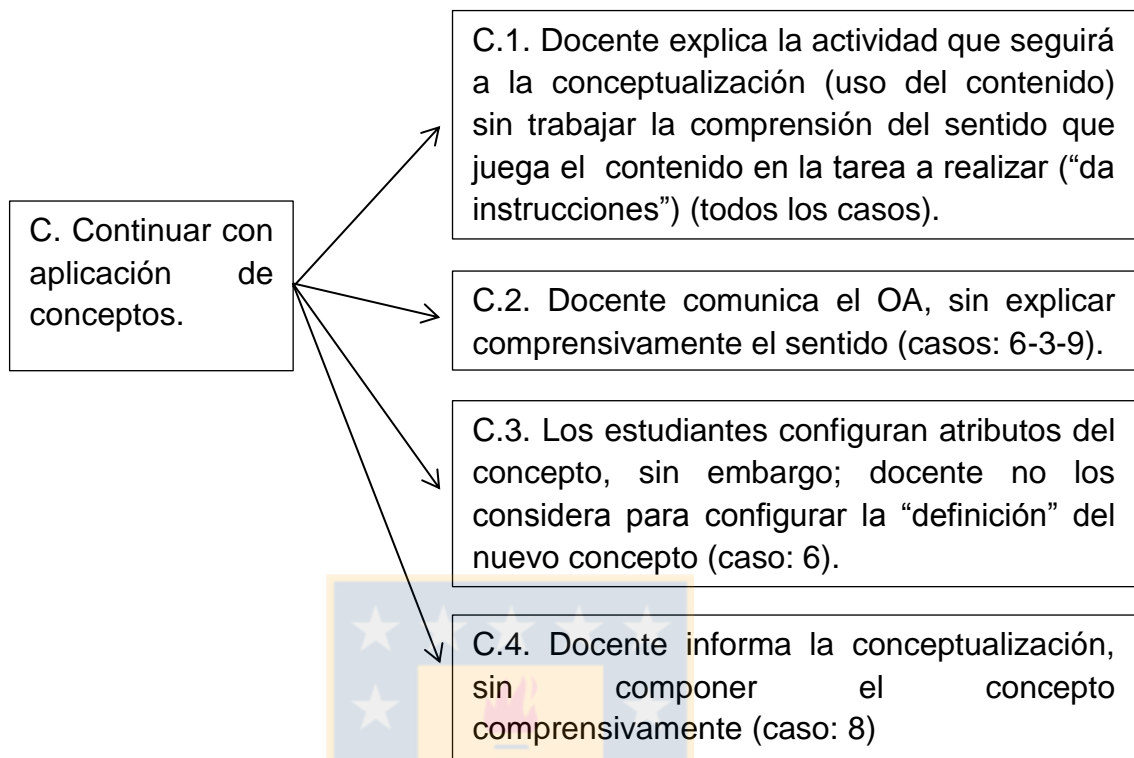 C.1. Docente explica la actividad que seguirá
a la conceptualización (uso del contenido)
sin trabajar la comprensión del sentido que
juega el contenido en la tarea a realizar (“da
instrucciones”) (todos los casos).
C. Continuar con
aplicación de
conceptos.
C.2. Docente comunica el OA, sin explicar
comprensivamente el sentido (casos: 6-3-9).
C.3. Los estudiantes configuran atributos del
concepto, sin embargo; docente no los
considera para configurar la “definición” del
nuevo concepto (caso: 6).
C.4. Docente informa la conceptualización,
sin componer el concepto
comprensivamente (caso: 8)